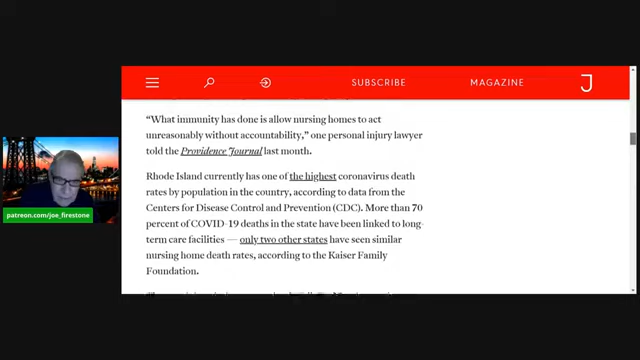 SUBSCRIBE MAGAZINE J
“What immunity has done is allow nursing homes to act
unreasonably without accountability,” one personal injury lawyer
told the Providence Journal last month.
Rhode Island currently has one of the highest coronavirus death
rates by population in the country, according to data from the
Centers for Disease Control and Prevention (CDC). More than 70
percent of COVID-19 deaths in the state have been linked to long-
term care facilities — only two other states have seen similar
nursing home death rates, according to the Kaiser Family
Foundation.
patreon.com/joe_firestone